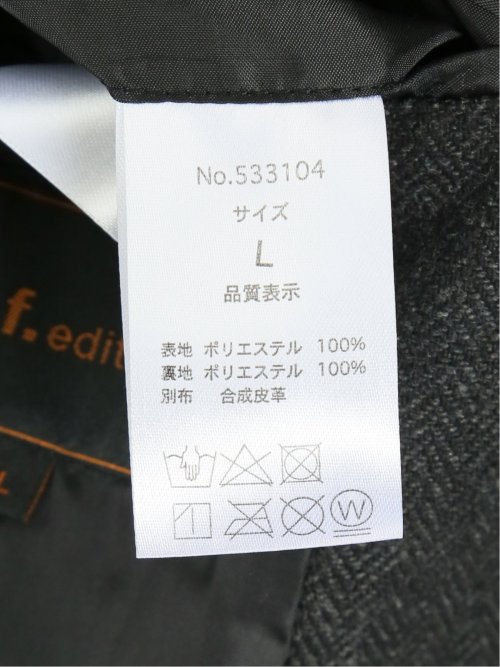 No.533104
サイズ
L
品質表示
表地 ポリエステル 100%
裏地 ポリエステル 100%
別布 合成皮革
W
f. edit
L